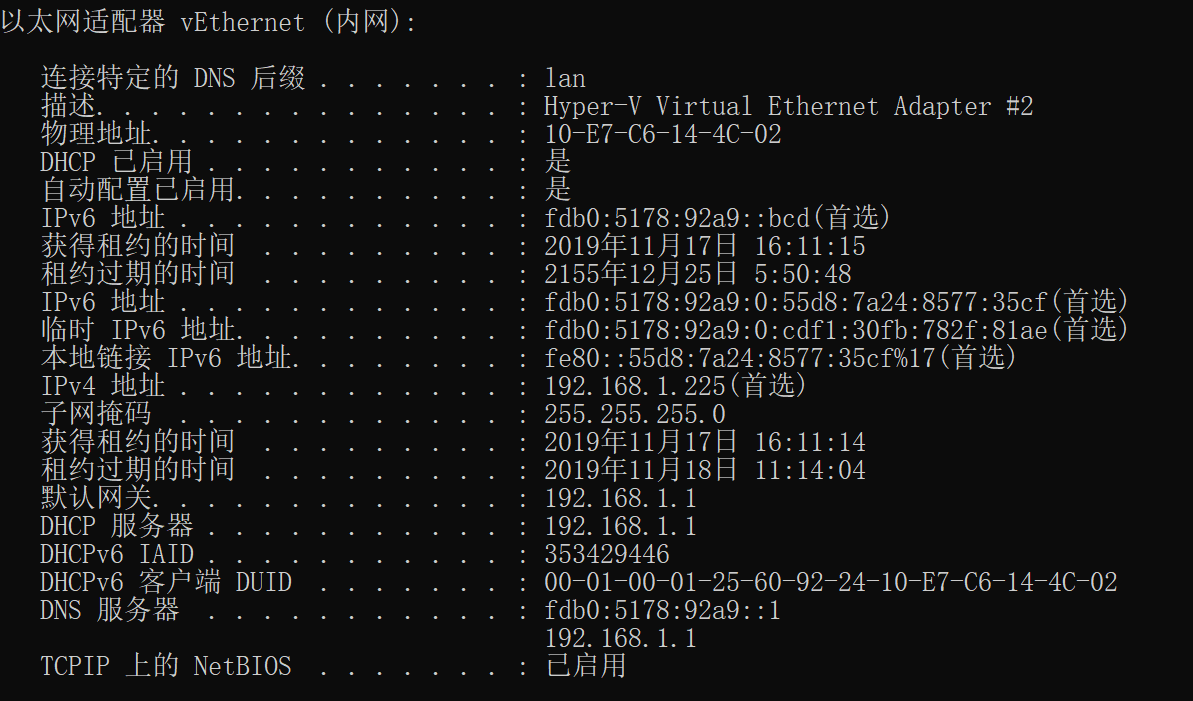 以太网适配器 vEthernet (内网):
连接特定的 DNS 后缀 . . . . . . . : lan
描述. . . . . . . . . . . . . . . : Hyper-V Virtual Ethernet Adapter #2
物理地址. . . . . . . . . . . . . : 10-E7-C6-14-4C-02
DHCP 已启用 . . . . . . . . . . . : 是
自动配置已启用. . . . . . . . . . : 是
IPv6 地址 . . . . . . . . . . . . : fdb0:5178:92a9::bcd(首选)
获得租约的时间  . . . . . . . . . : 2019年11月17日 16:11:15
租约过期的时间  . . . . . . . . . : 2155年12月25日 5:50:48
IPv6 地址 . . . . . . . . . . . . : fdb0:5178:92a9:0:55d8:7a24:8577:35cf(首选)
临时 IPv6 地址. . . . . . . . . . : fdb0:5178:92a9:0:cdf1:30fb:782f:81ae(首选)
本地链接 IPv6 地址. . . . . . . . : fe80::55d8:7a24:8577:35cf%17(首选)
IPv4 地址 . . . . . . . . . . . . : 192.168.1.225(首选)
子网掩码  . . . . . . . . . . . . : 255.255.255.0
获得租约的时间  . . . . . . . . . : 2019年11月17日 16:11:14
租约过期的时间  . . . . . . . . . : 2019年11月18日 11:14:04
默认网关. . . . . . . . . . . . . : 192.168.1.1
DHCP 服务器 . . . . . . . . . . . : 192.168.1.1
DHCPv6 IAID . . . . . . . . . . . : 353429446
DHCPv6 客户端 DUID  . . . . . . . : 00-01-00-01-25-60-92-24-10-E7-C6-14-4C-02
DNS 服务器  . . . . . . . . . . . : fdb0:5178:92a9::1
192.168.1.1
TCPIP 上的 NetBIOS  . . . . . . . : 已启用